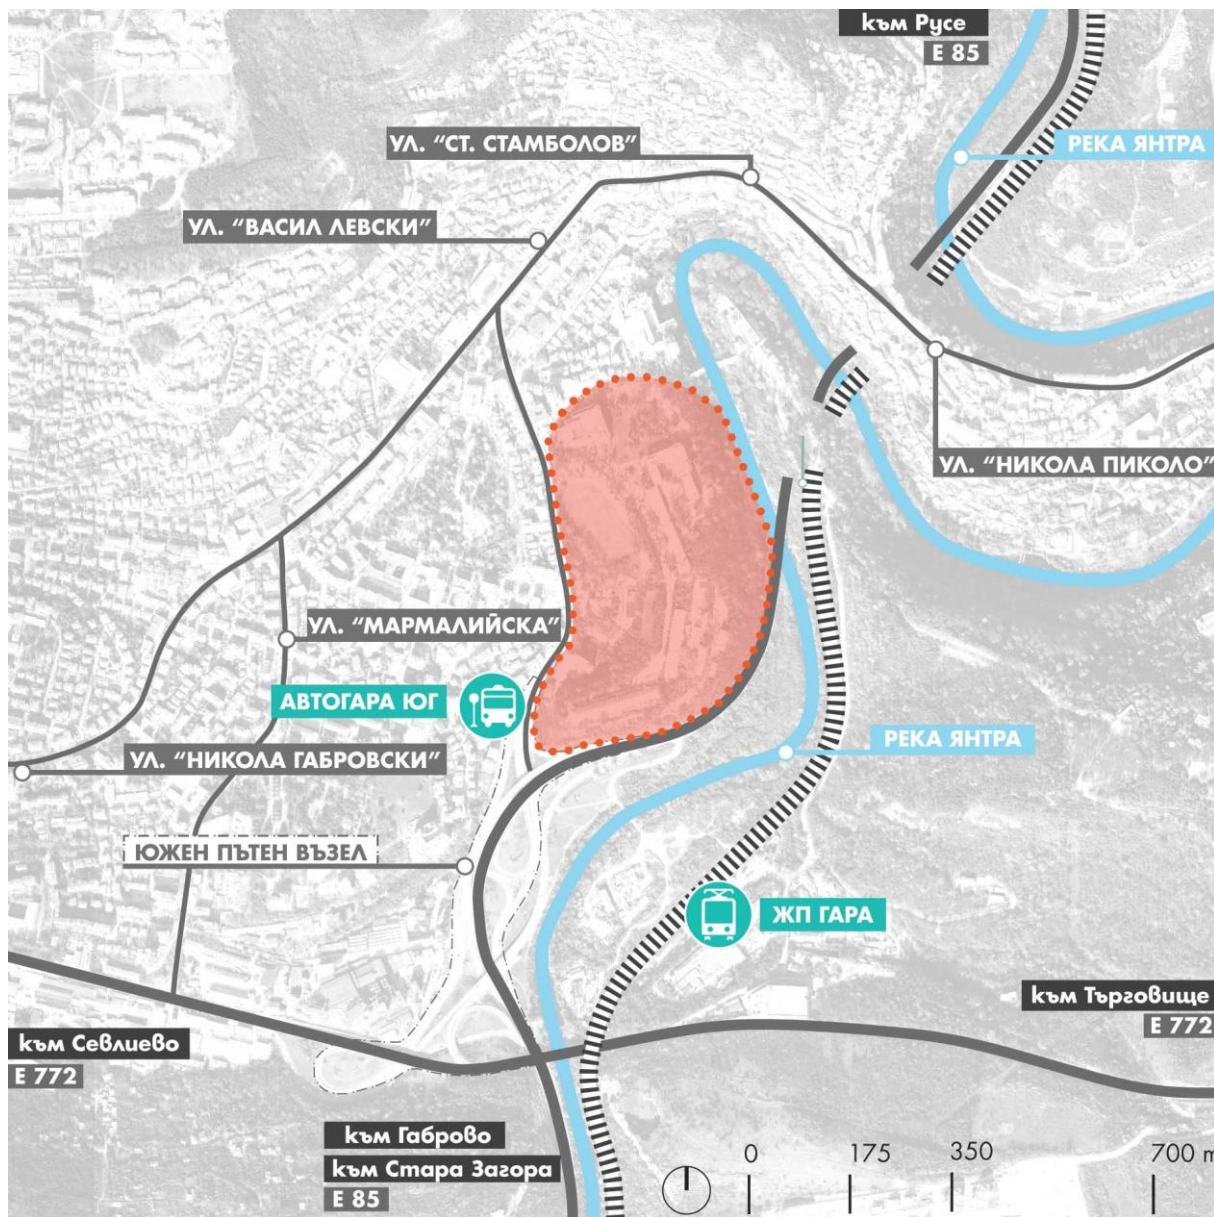 към Русе
E 85
УЛ. “СТ. СТАМБОЛОВ”
РЕКА ЯНТРА
УЛ. “ВАСИЛ ЛЕВСКИ”
УЛ. “НИКОЛА ПИКОЛО”
УЛ. “МАРМАЛИЙСКА”
АВТОГАРА ЮГ
РЕКА ЯНТРА
УЛ. “НИКОЛА ГАБРОВСКИ”
ЮЖЕН ПЪТЕН ВЪЗЕЛ
ЖП ГАРА
към Търговище
E 772
към Севлиево
E 772
към Габрово
към Стара Загора
E 85
0 175 350 700 m